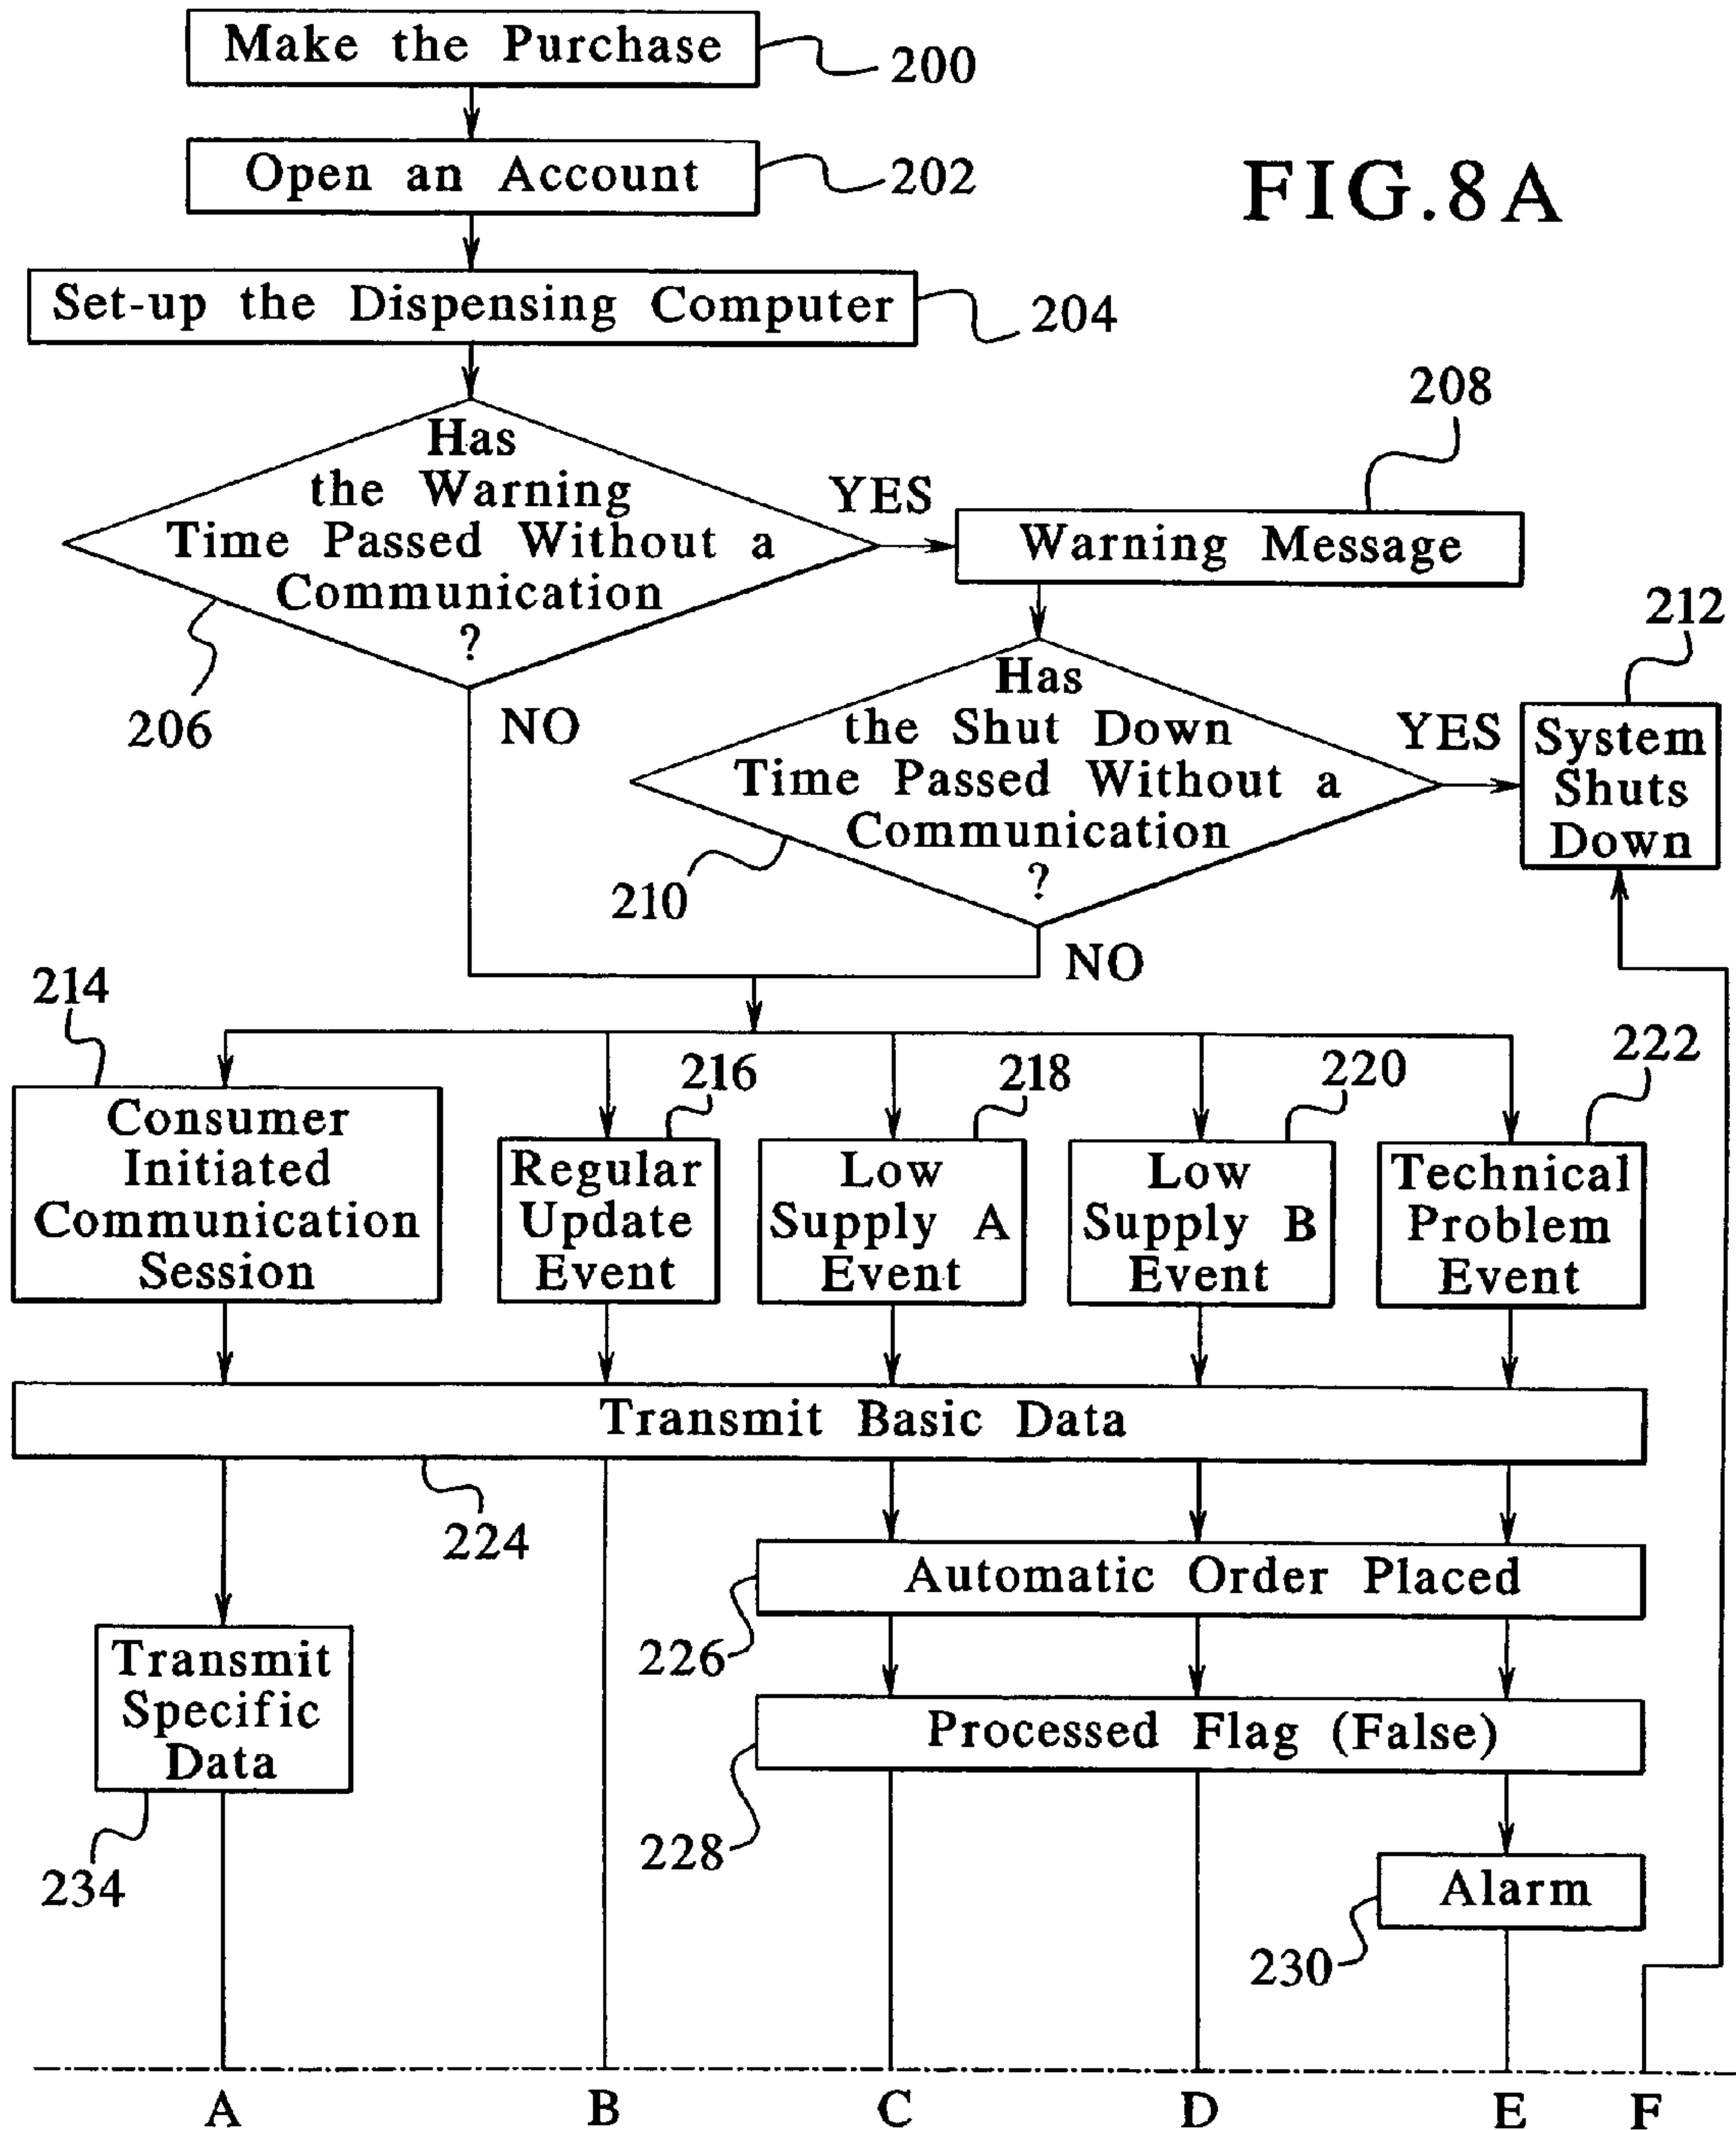 Make the Purchase
200
Open an Account
202
FIG.8A
Set-up the Dispensing Computer
204
Has
the Warning
Time Passed Without a
Communication
?
206
YES
NO
208
Warning Message
Has
the Shut Down
Time Passed Without a
Communication
?
210
YES
NO
212
System
Shuts
Down
214
Consumer
Initiated
Communication
Session
216
Regular
Update
Event
218
Low
Supply A
Event
220
Low
Supply B
Event
222
Technical
Problem
Event
Transmit Basic Data
224
Automatic Order Placed
226
Transmit
Specific
Data
234
Processed Flag (False)
228
Alarm
230
A
B
C
D
E
F